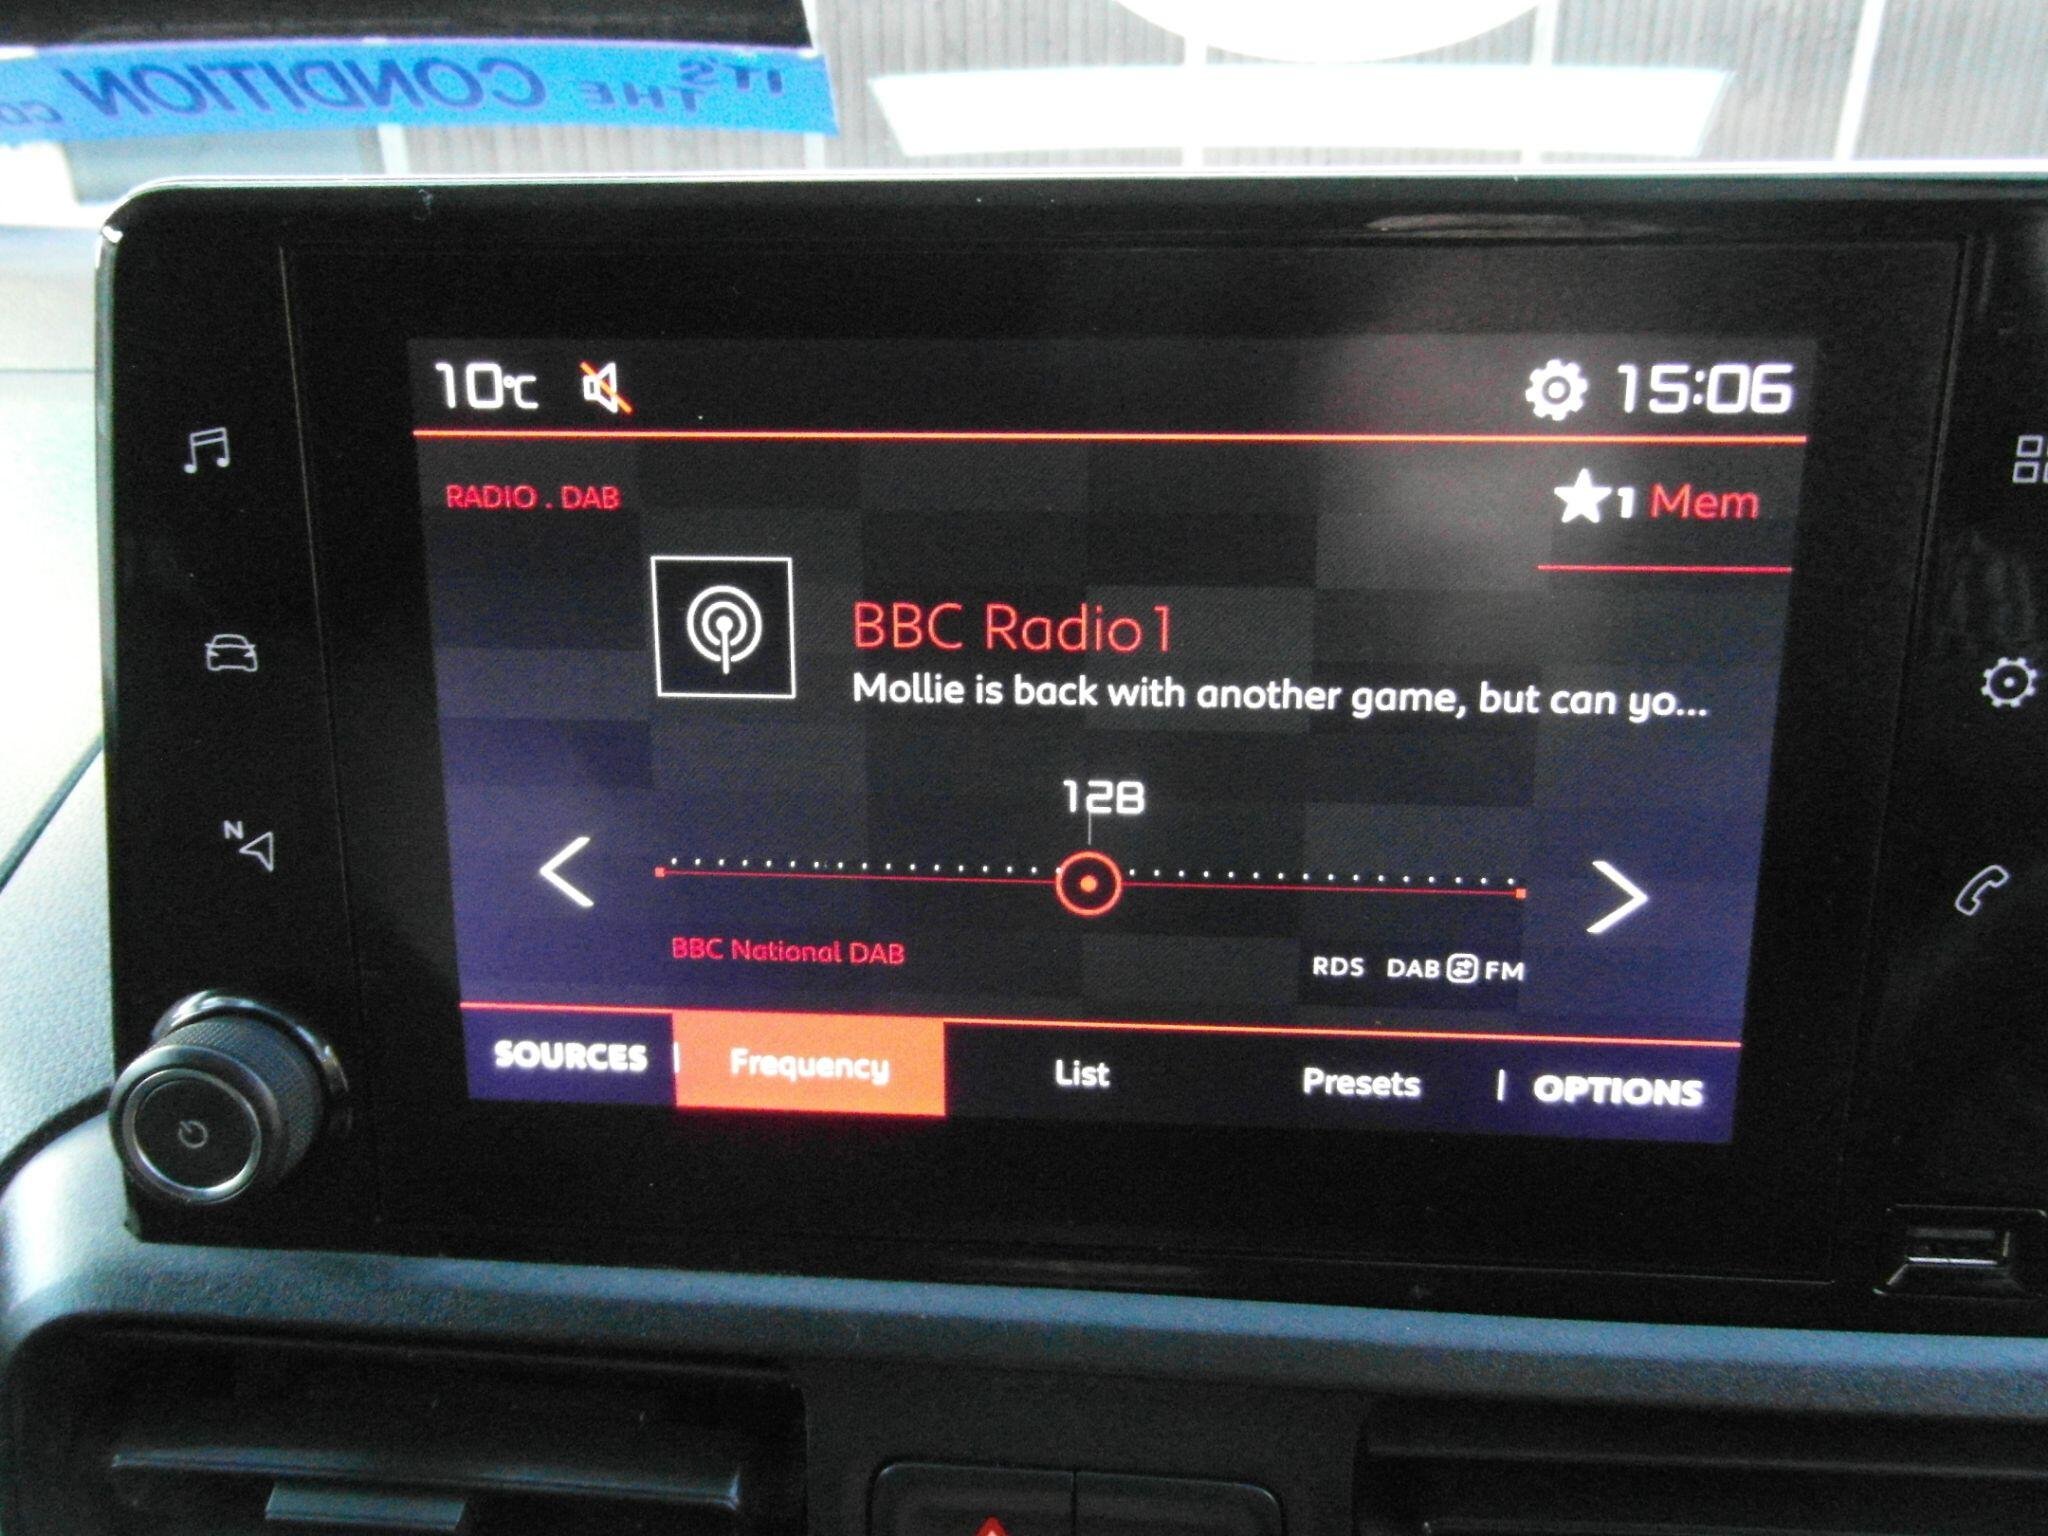 IT'S THE CONDITION CO
10°C
15:06
RADIO . DAB
1 Mem
BBC Radio 1
Mollie is back with another game, but can yo...
12B
N
BBC National DAB
RDS DAB FM
SOURCES Frequency List Presets OPTIONS